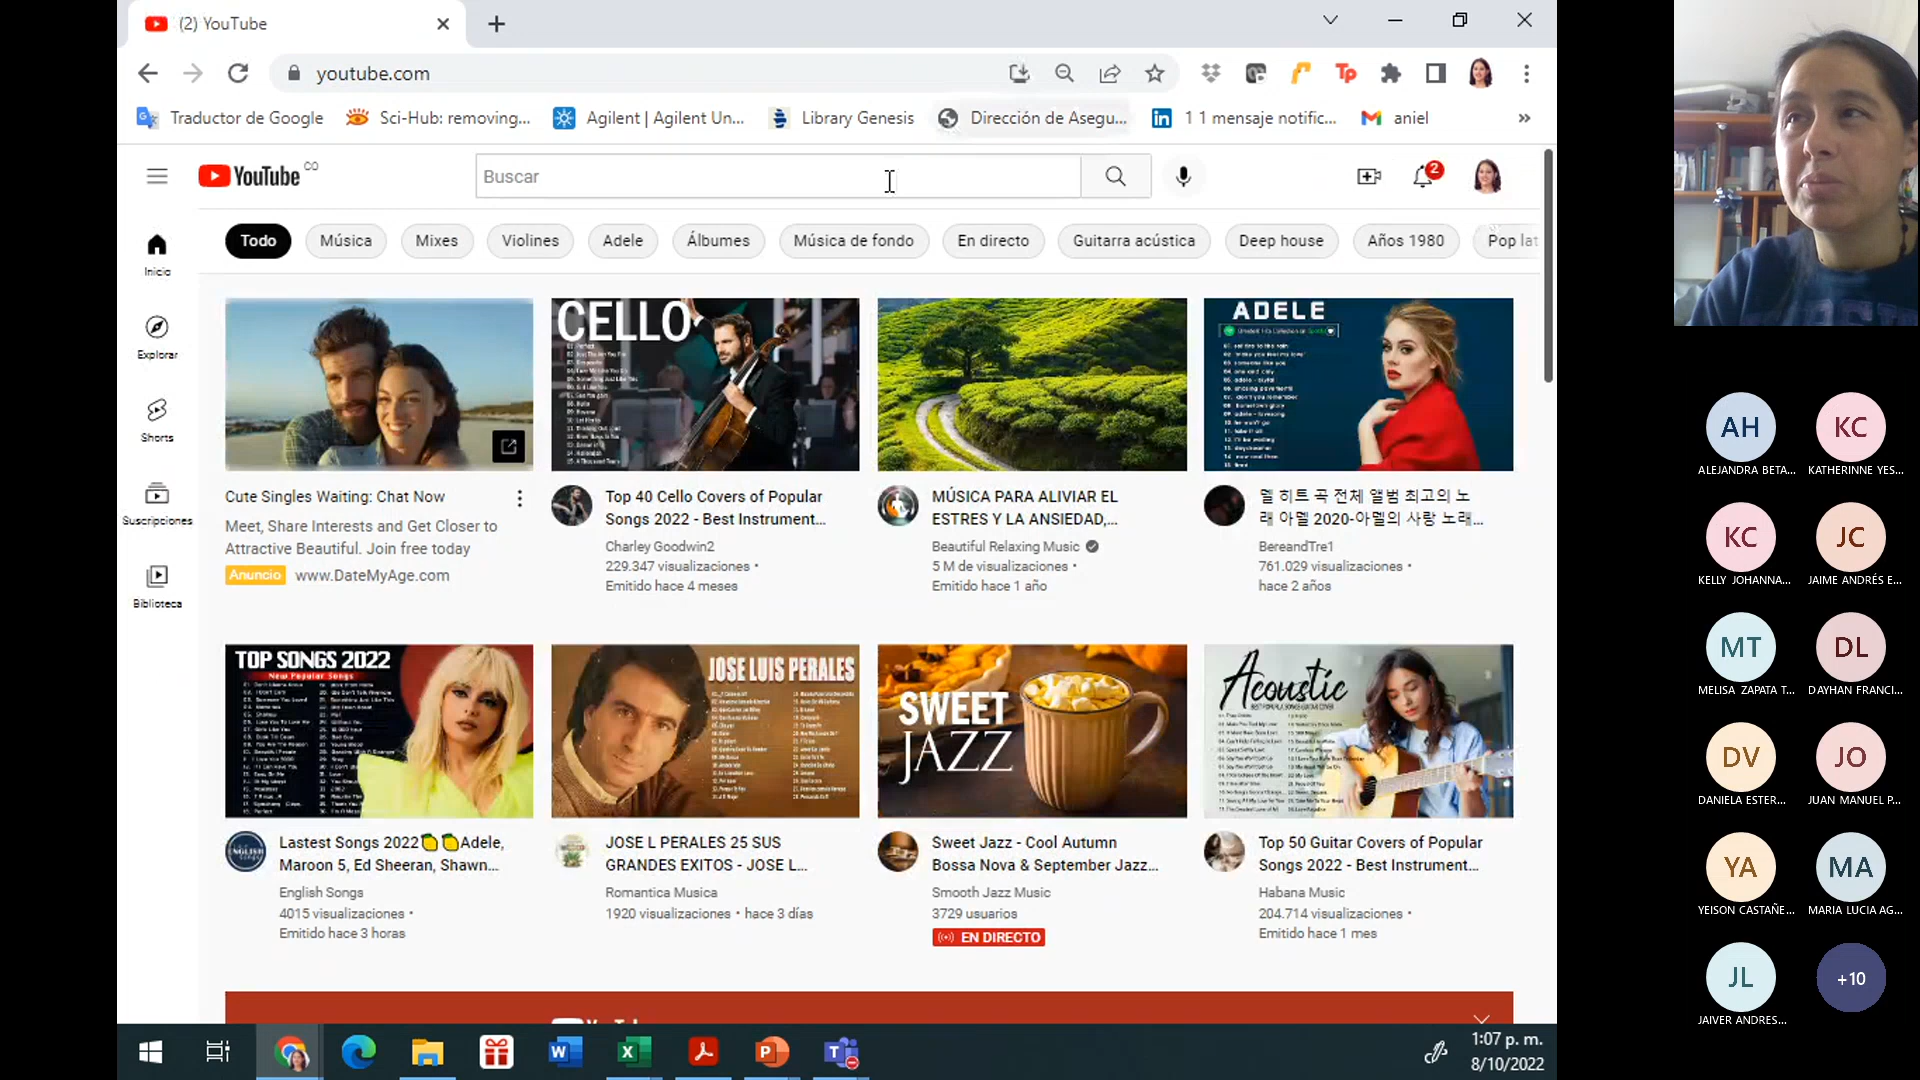 (2) YouTube
youtube.com
Traductor de Google
Sci-Hub: removing...
Agilent | Agilent Un...
Library Genesis
Dirección de Asegu...
1 1 mensaje notific...
aniel
YouTube CO
Buscar
2
Todo
Música
Mixes
Violines
Adele
Álbumes
Música de fondo
En directo
Guitarra acústica
Deep house
Años 1980
Pop lat
Inicio
Explorar
Shorts
Suscripciones
Biblioteca
CELLO
ADELE
Cute Singles Waiting: Chat Now
Meet, Share Interests and Get Closer to
Attractive Beautiful. Join free today
Anuncio www.DateMyAge.com
Top 40 Cello Covers of Popular
Songs 2022 - Best Instrument...
Charley Goodwin2
229.347 visualizaciones •
Emitido hace 4 meses
MÚSICA PARA ALIVIAR EL
ESTRES Y LA ANSIEDAD,...
Beautiful Relaxing Music
5 M de visualizaciones •
Emitido hace 1 año
델 히트 곡 전체 앨범 최고의 노
래 아델 2020-아델의 사랑 노래...
BereandTre1
761.029 visualizaciones •
hace 2 años
TOP SONGS 2022
New Popular Songs
JOSE LUIS PERALES
SWEET
JAZZ
Acoustic
Lastest Songs 2022🍋🍋Adele,
Maroon 5, Ed Sheeran, Shawn...
English Songs
4015 visualizaciones •
Emitido hace 3 horas
JOSE L PERALES 25 SUS
GRANDES EXITOS - JOSE L...
Romantica Musica
1920 visualizaciones • hace 3 días
Sweet Jazz - Cool Autumn
Bossa Nova & September Jazz...
Smooth Jazz Music
3729 usuarios
EN DIRECTO
Top 50 Guitar Covers of Popular
Songs 2022 - Best Instrument...
Habana Music
204.714 visualizaciones •
Emitido hace 1 mes
1:07 p. m.
8/10/2022
AH
ALEJANDRA BETA...
KC
KATHERINNE YES...
KC
KELLY JOHANNA...
JC
JAIME ANDRÉS E...
MT
MELISA ZAPATA T...
DL
DAYHAN FRANCI...
DV
DANIELA ESTER...
JO
JUAN MANUEL P...
YA
YEISON CASTAÑE...
MA
MARIA LUCIA AG...
JL
JAIVER ANDRES...
+10